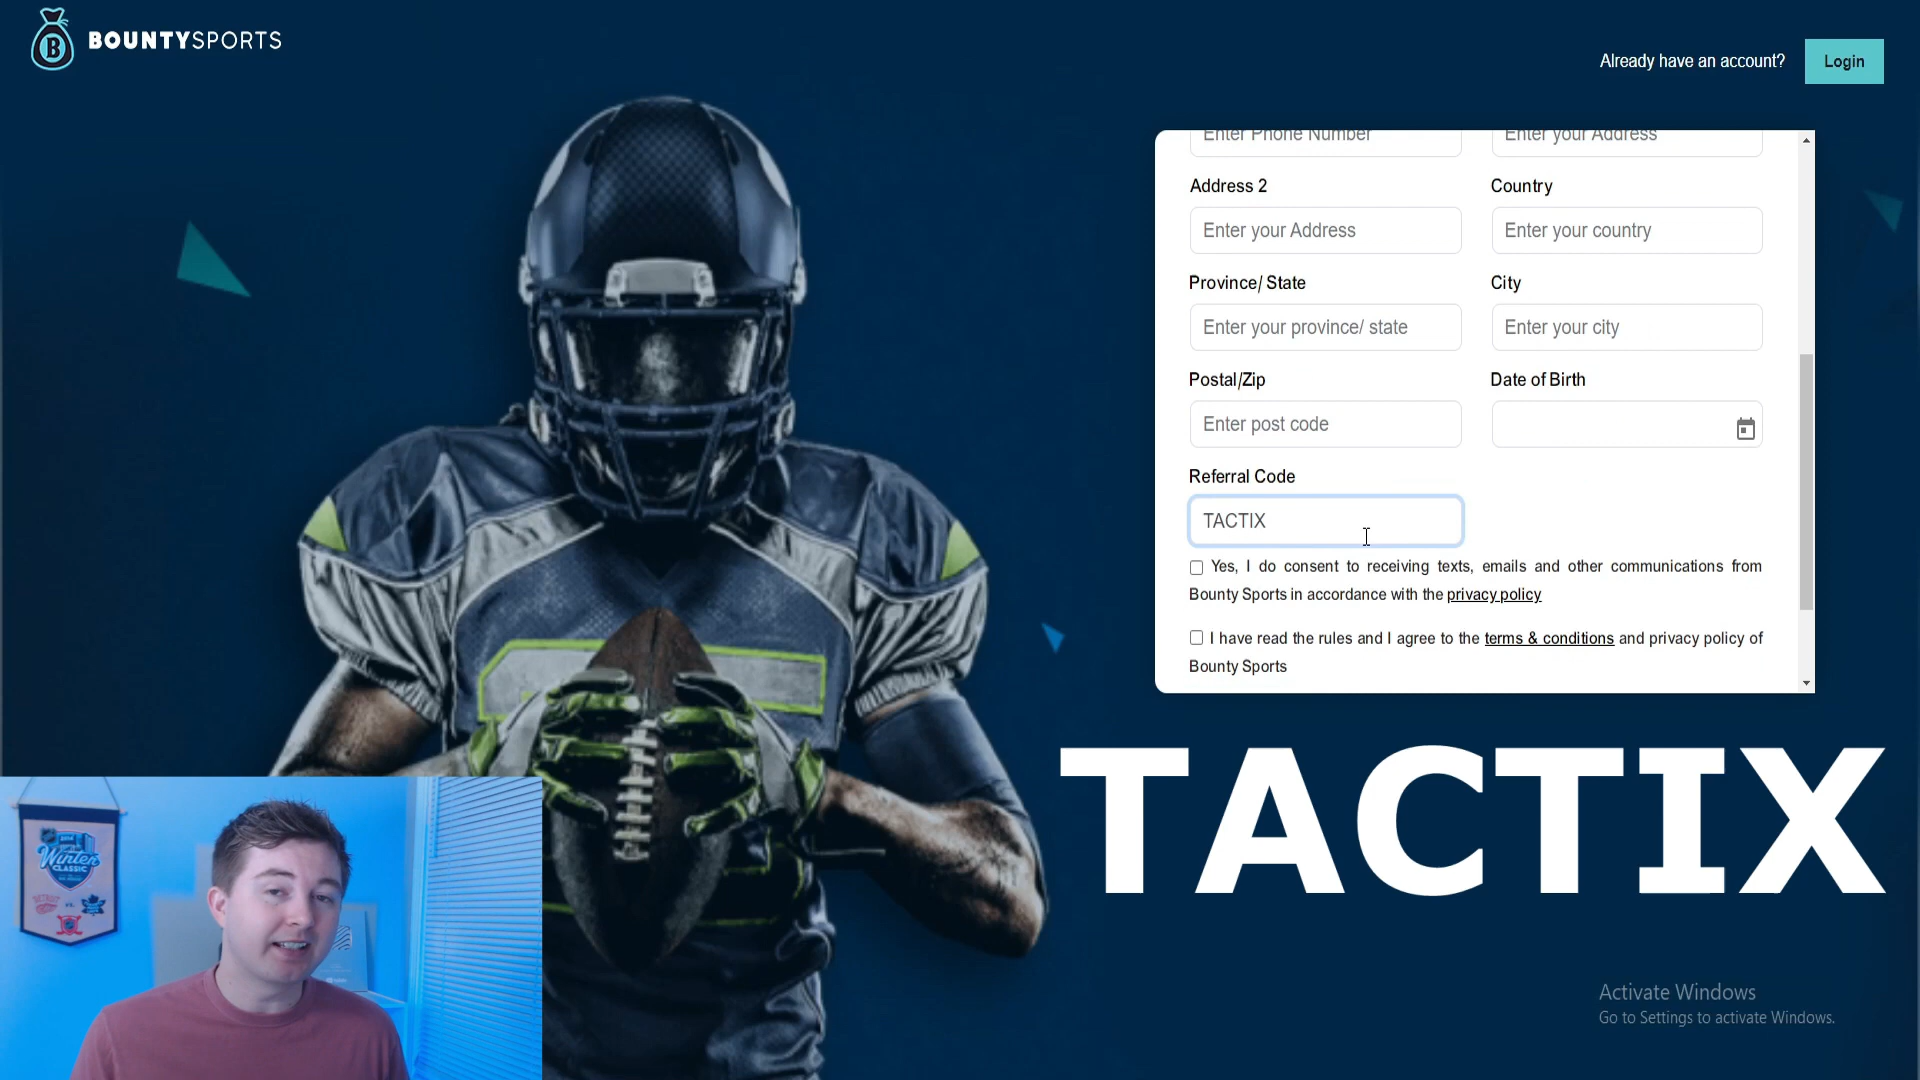 BOUNTYSPORTS
B
Already have an account?
Login
Enter Phone Number
Enter your Address
Address 2
Country
Enter your Address
Enter your country
Province/ State
City
Enter your province/ state
Enter your city
Postal/Zip
Date of Birth
Enter post code
Referral Code
TACTIX
Yes, I do consent to receiving texts, emails and other communications from
Bounty Sports in accordance with the privacy policy
I have read the rules and I agree to the terms & conditions and privacy policy of
Bounty Sports
TACTIX
Winter
CLASSIC
DETROIT
Activate Windows
Go to Settings to activate Windows.